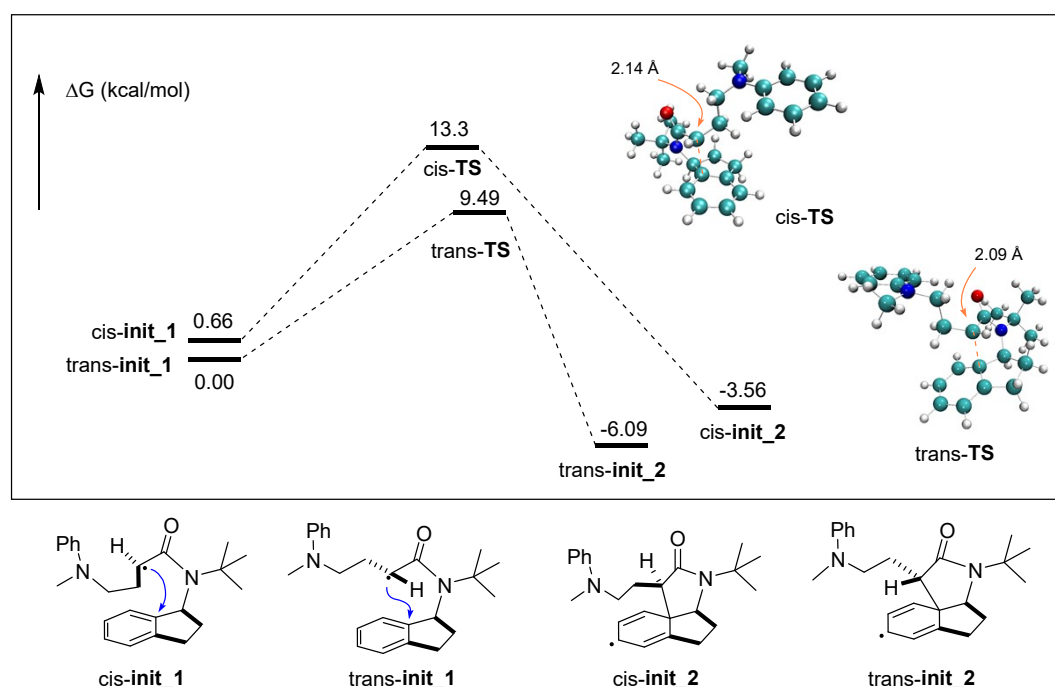 ΔG (kcal/mol)
2.14 Å
13.3
cis-TS
cis-TS
9.49
trans-TS
2.09 Å
cis-init_1
0.66
trans-init_1
0.00
-3.56
cis-init_2
-6.09
trans-init_2
trans-TS
Ph
N
H
O
N
cis-init_1
Ph
N
H
O
N
trans-init_1
Ph
N
H
O
N
cis-init_2
Ph
N
H
O
N
trans-init_2